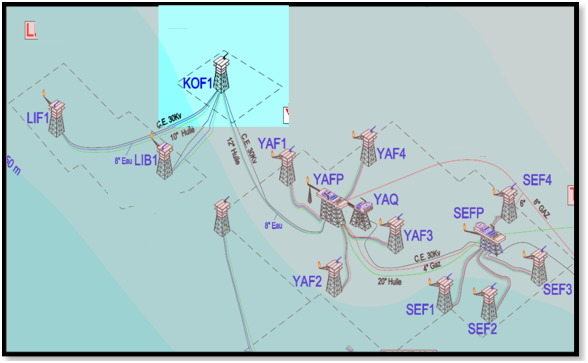 L
KOF1
LIF1
C.E. 30Kv
10" Huile
8" Eau
LIB1
C.E. 30Kv
12" Huile
8" Eau
50 m
YAF1
YAF4
YAFP
YAQ
YAF3
YAF2
SEF4
6"
6" GAZ
SEFP
C.E. 30Kv
4" Gaz
20" Huile
SEF1
SEF2
SEF3